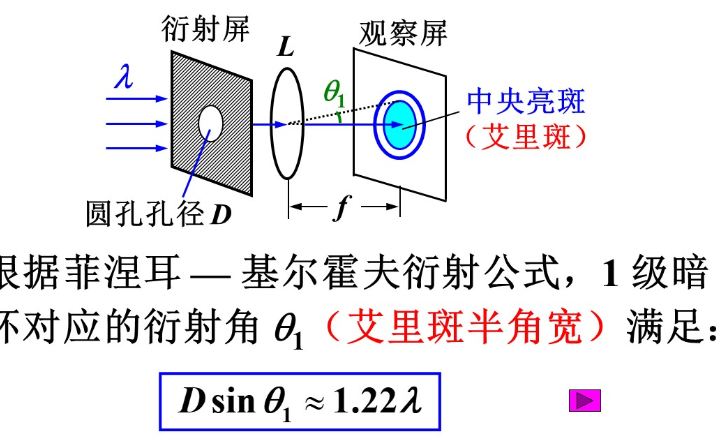 衍射屏
L
观察屏
λ
θ₁
中央亮斑
（艾里斑）
圆孔孔径 D
f
根据菲涅耳 — 基尔霍夫衍射公式，1 级暗
环对应的衍射角 θ₁（艾里斑半角宽）满足：
D sin θ₁ ≈ 1.22λ